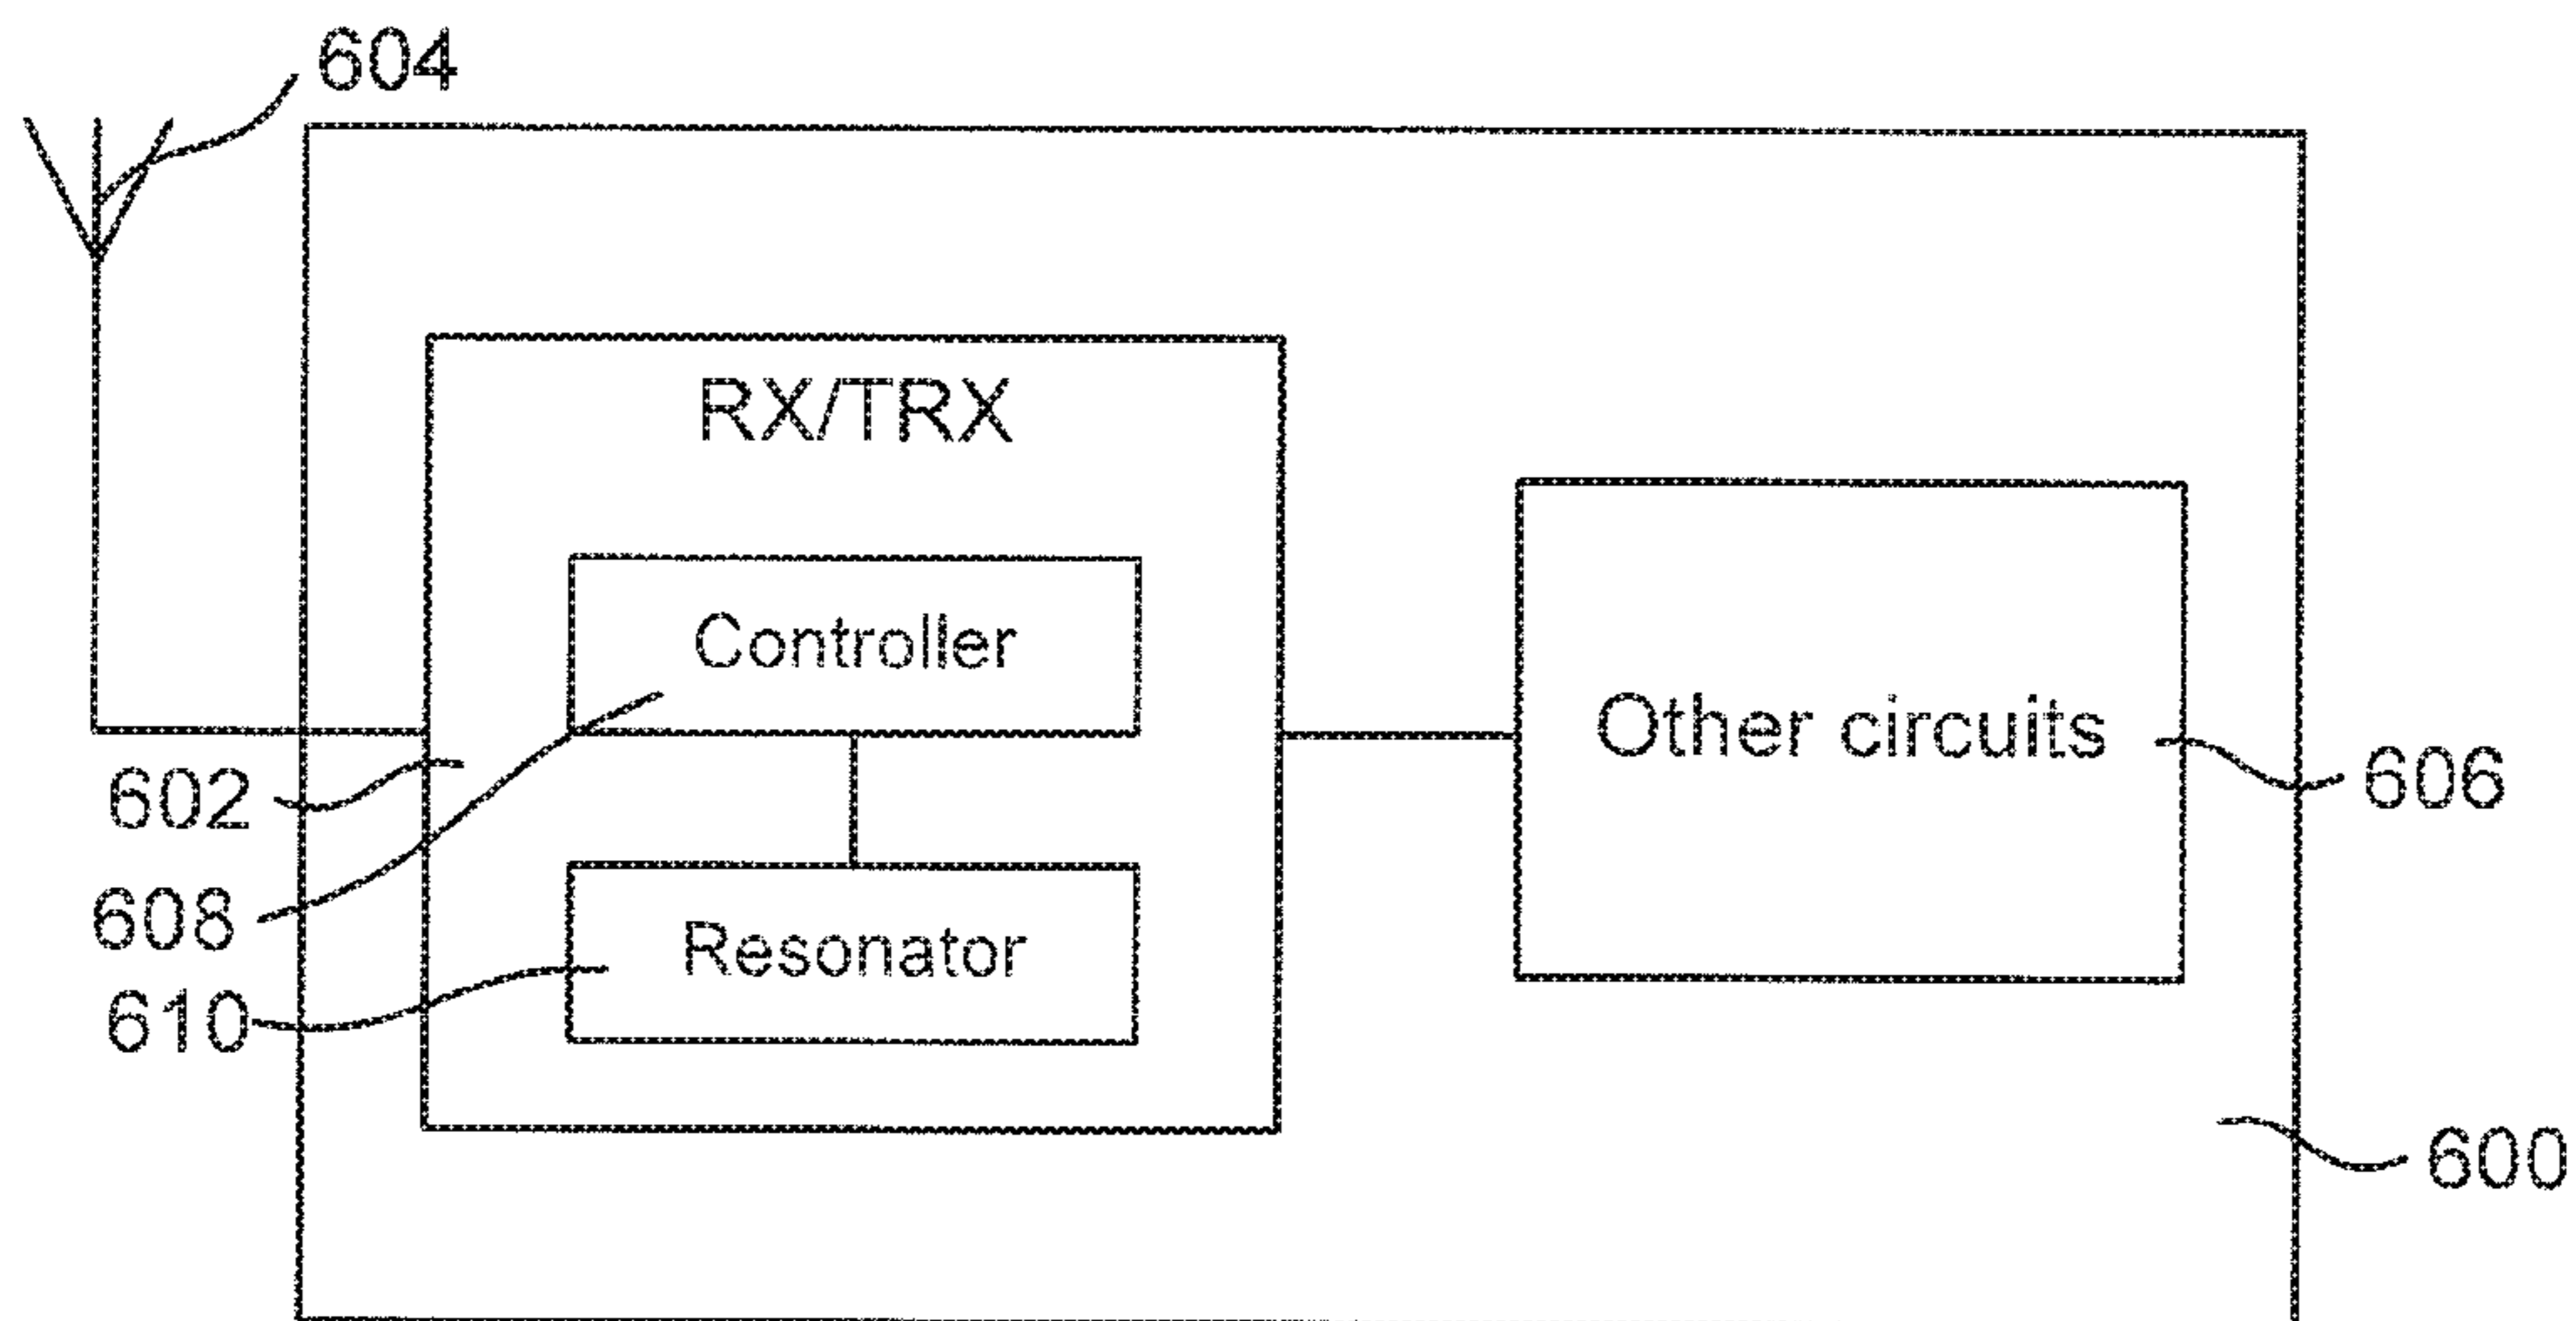 604
RX/TRX
Controller
Other circuits
602
606
608
Resonator
610
600